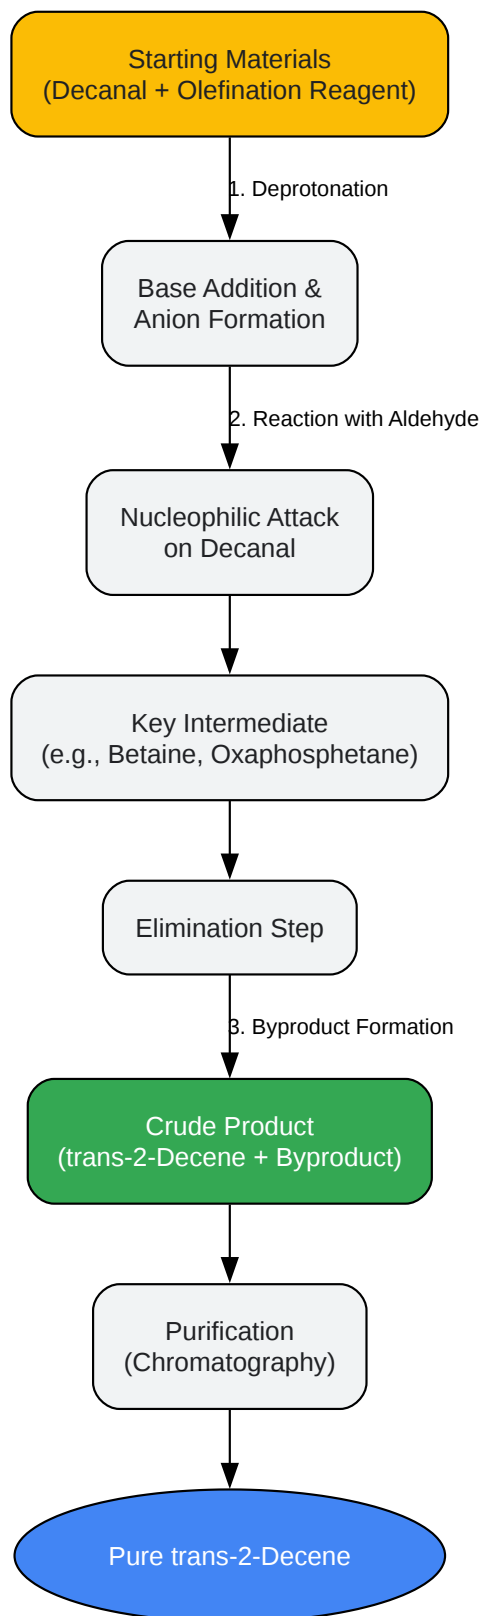 Starting Materials
(Decanal + Olefination Reagent)
1. Deprotonation
Base Addition &
Anion Formation
2. Reaction with Aldehyde
Nucleophilic Attack
on Decanal
Key Intermediate
(e.g., Betaine, Oxaphosphetane)
Elimination Step
3. Byproduct Formation
Crude Product
(trans-2-Decene + Byproduct)
Purification
(Chromatography)
Pure trans-2-Decene